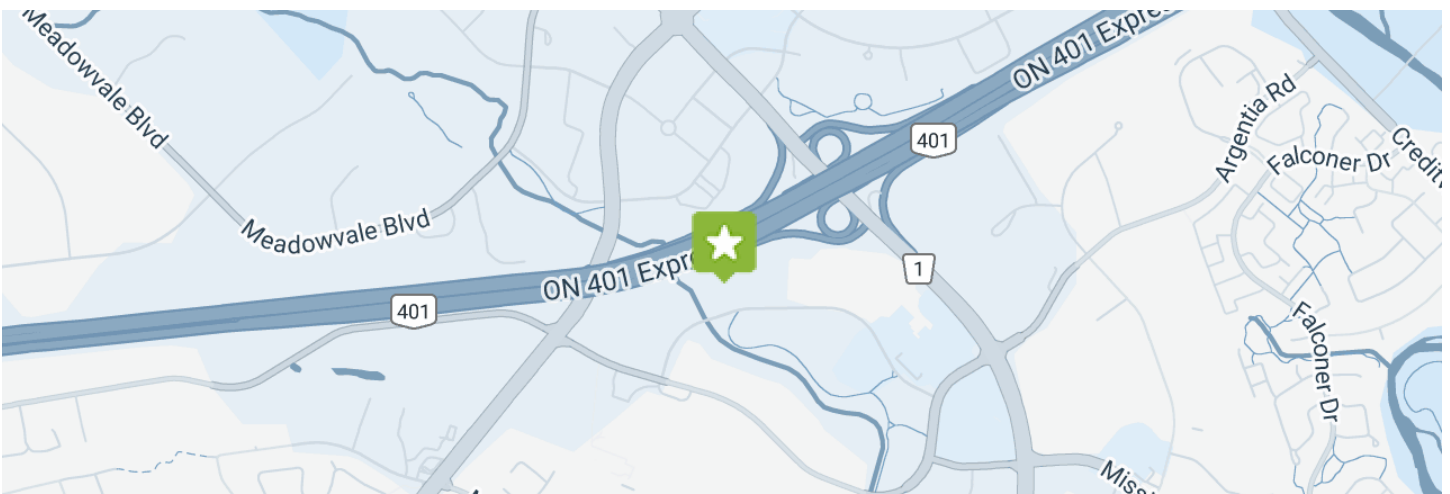 Meadowvale Blvd
ON 401 Expre
401
Argentia Rd
Falconer Dr
Creditv
Meadowvale Blvd
ON 401 Expre
1
401
Falconer Dr
Miss